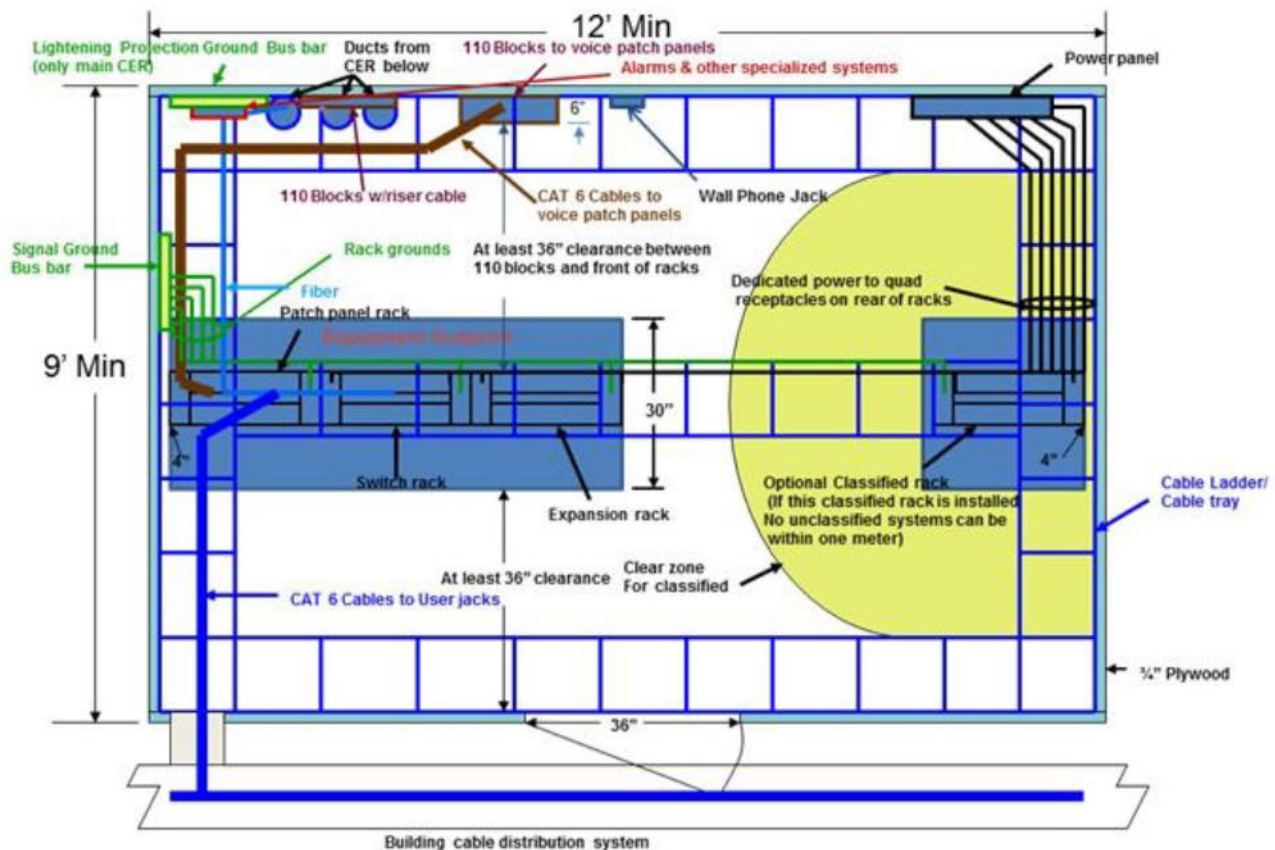 12' Min
Lightening Protection Ground Bus bar
(only main CER)
Ducts from
CER below
110 Blocks to voice patch panels
Alarms & other specialized systems
Power panel
6"
110 Blocks w/riser cable
CAT 6 Cables to
voice patch panels
Wall Phone Jack
Signal Ground
Bus bar
Rack grounds
At least 36" clearance between
110 blocks and front of racks
Dedicated power to quad
receptacles on rear of racks
Fiber
Patch panel rack
Equipment footprint
9' Min
30"
4"
4"
Switch rack
Expansion rack
Optional Classified rack
(If this classified rack is installed
No unclassified systems can be
within one meter)
Cable Ladder/
Cable tray
At least 36" clearance
Clear zone
For classified
CAT 6 Cables to User jacks
¾" Plywood
36"
Building cable distribution system